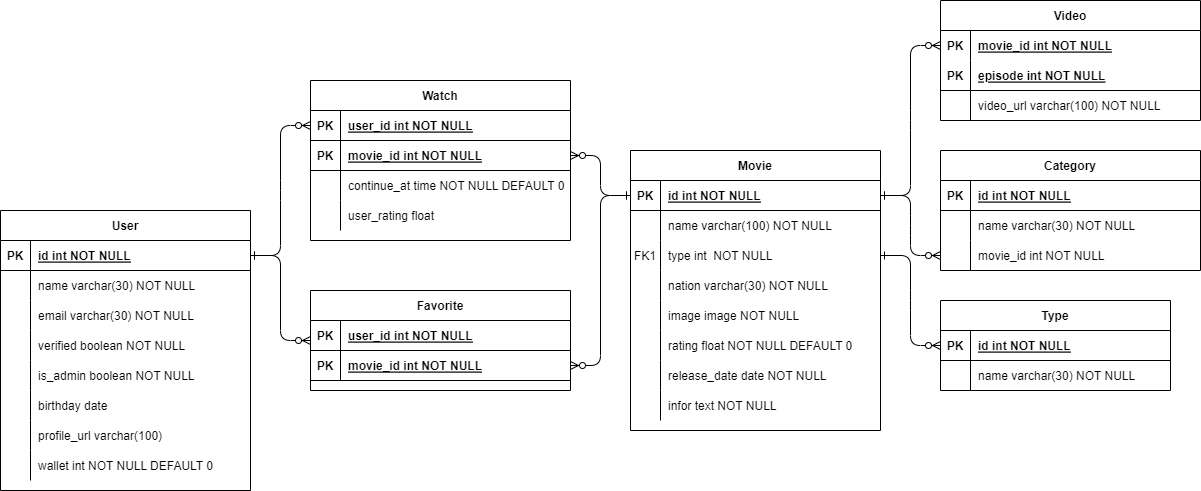 User
PK id int NOT NULL
name varchar(30) NOT NULL
email varchar(30) NOT NULL
verified boolean NOT NULL
is_admin boolean NOT NULL
birthday date
profile_url varchar(100)
wallet int NOT NULL DEFAULT 0
Watch
PK user_id int NOT NULL
PK movie_id int NOT NULL
continue_at time NOT NULL DEFAULT 0
user_rating float
Favorite
PK user_id int NOT NULL
PK movie_id int NOT NULL
Movie
PK id int NOT NULL
name varchar(100) NOT NULL
FK1 type int  NOT NULL
nation varchar(30) NOT NULL
image image NOT NULL
rating float NOT NULL DEFAULT 0
release_date date NOT NULL
infor text NOT NULL
Video
PK movie_id int NOT NULL
PK episode int NOT NULL
video_url varchar(100) NOT NULL
Category
PK id int NOT NULL
name varchar(30) NOT NULL
movie_id int NOT NULL
Type
PK id int NOT NULL
name varchar(30) NOT NULL